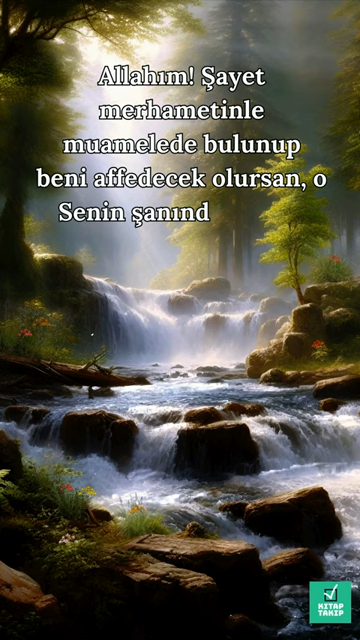 Allahım! Şayet
merhametinle
muamelede bulunup
beni affedecek olursan, o
Senin şanınd
KİTAP
TAKİP